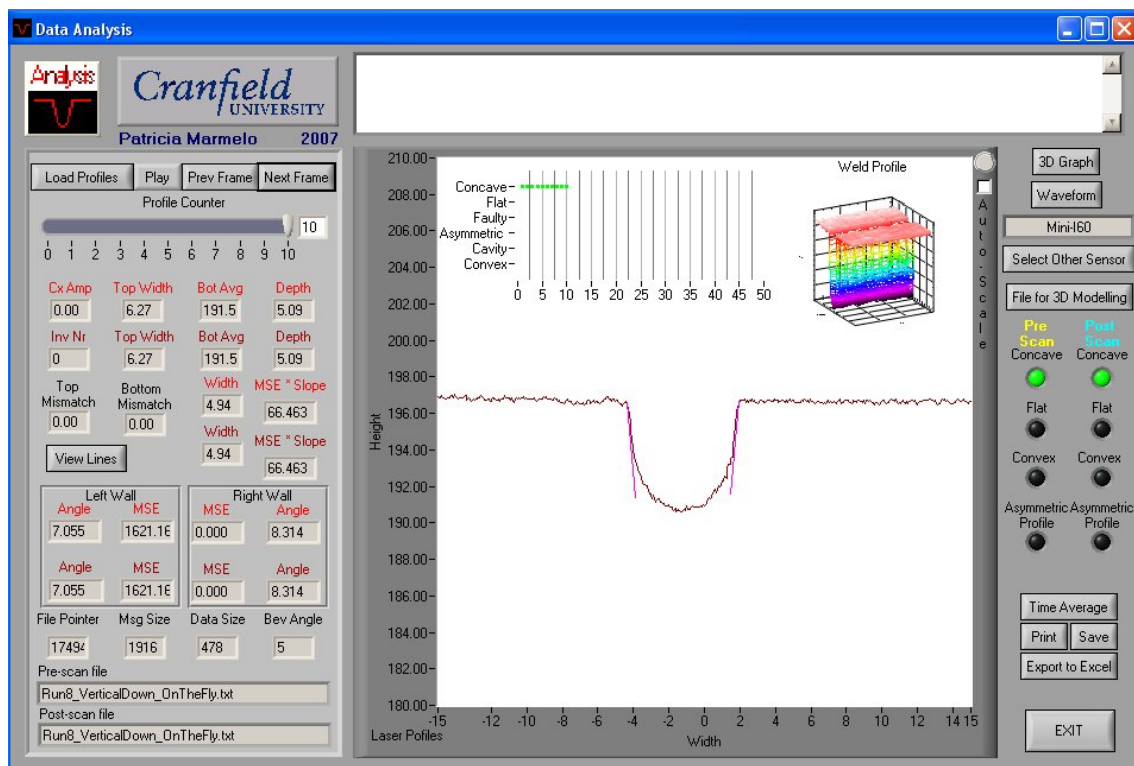 Data Analysis
Analysis
Cranfield
UNIVERSITY
Patricia Marmelo 2007
Load Profiles Play Prev Frame Next Frame
Profile Counter
10
0 1 2 3 4 5 6 7 8 9 10
Cx Amp Top Width Bot Avg Depth
0.00 6.27 191.5 5.09
Inv Nr Top Width Bot Avg Depth
0 6.27 191.5 5.09
Top Mismatch Bottom Mismatch Width MSE * Slope
0.00 0.00 4.94 66.463
Width MSE * Slope
View Lines 4.94 66.463
Left Wall Right Wall
Angle MSE MSE Angle
7.055 1621.16 0.000 8.314
Angle MSE MSE Angle
7.055 1621.16 0.000 8.314
File Pointer Msg Size Data Size Bev Angle
1916 478 5
Pre-scan file
Run8_VerticalDown_OnTheFly.txt
Post-scan file
Run8_VerticalDown_OnTheFly.txt
210.00
208.00
206.00
204.00
202.00
200.00
198.00
196.00
194.00
192.00
190.00
188.00
186.00
184.00
182.00
180.00
Height
Concave
Flat
Faulty
Asymmetric
Cavity
Convex
0 5 10 15 20 25 30 35 40 45 50
Weld Profile
-15 -12 -10 -8 -6 -4 -2 0 2 4 6 8 10 12 14 15
Width
Laser Pofiles
Auto-Scale
3D Graph
Waveform
Mini-I60
Select Other Sensor
File for 3D Modelling
Pre Scan Post Scan
Concave Concave
Flat Flat
Convex Convex
Asymmetric Profile Asymmetric Profile
Time Average
Print Save
Export to Excel
EXIT